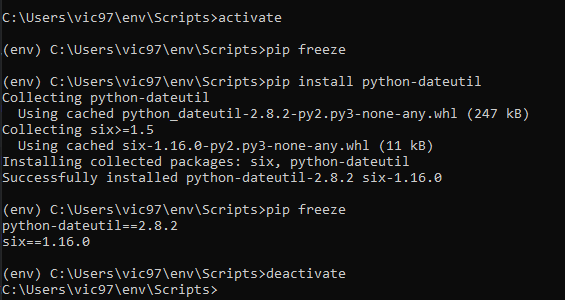 C:\Users\vic97\env\Scripts>activate
(env) C:\Users\vic97\env\Scripts>pip freeze
(env) C:\Users\vic97\env\Scripts>pip install python-dateutil
Collecting python-dateutil
  Using cached python_dateutil-2.8.2-py2.py3-none-any.whl (247 kB)
Collecting six>=1.5
  Using cached six-1.16.0-py2.py3-none-any.whl (11 kB)
Installing collected packages: six, python-dateutil
Successfully installed python-dateutil-2.8.2 six-1.16.0
(env) C:\Users\vic97\env\Scripts>pip freeze
python-dateutil==2.8.2
six==1.16.0
(env) C:\Users\vic97\env\Scripts>deactivate
C:\Users\vic97\env\Scripts>